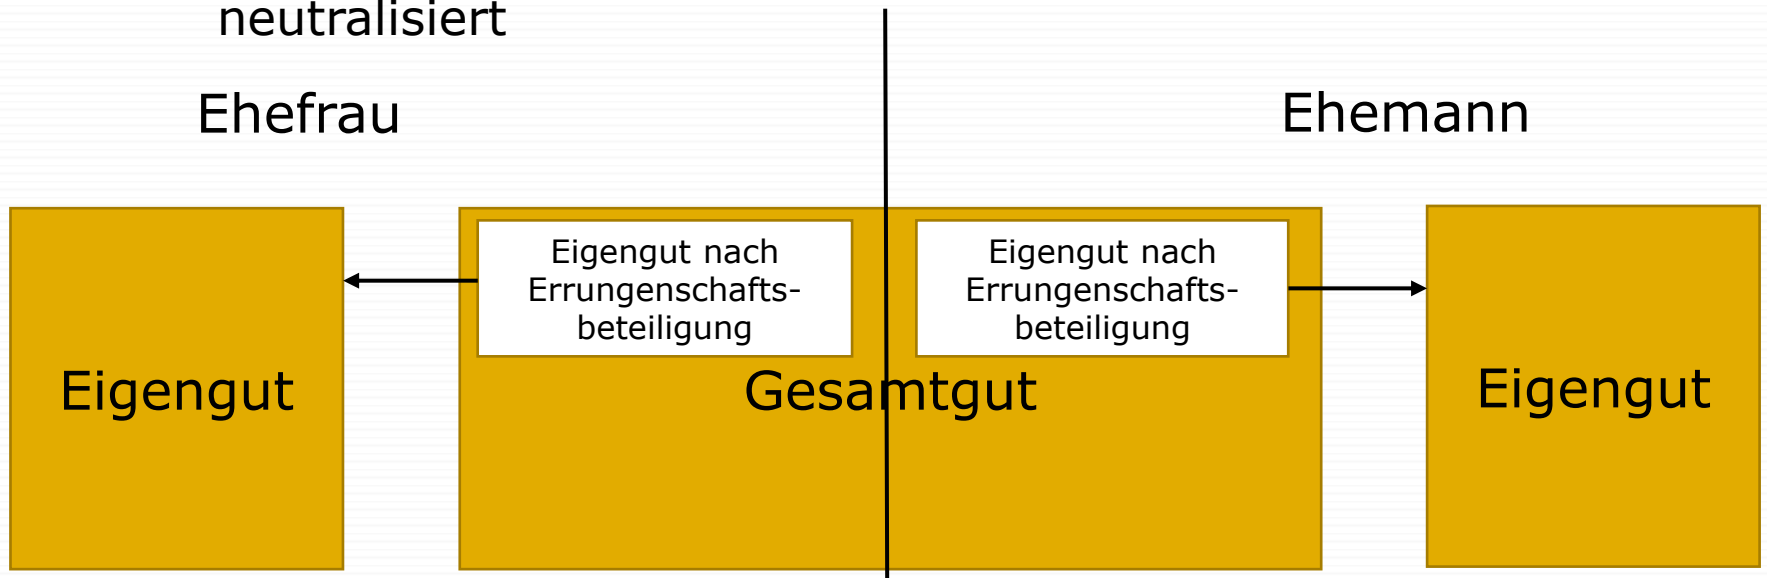 neutralisiert
Ehefrau
Ehemann
Eigengut nach
Errungenschafts-
beteiligung
Eigengut nach
Errungenschafts-
beteiligung
Eigengut
Gesamtgut
Eigengut